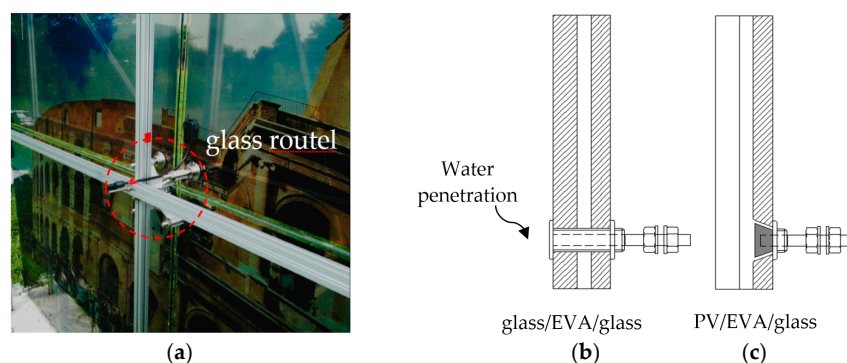 glass routel
Water
penetration
glass/EVA/glass
PV/EVA/glass
(a)
(b)
(c)